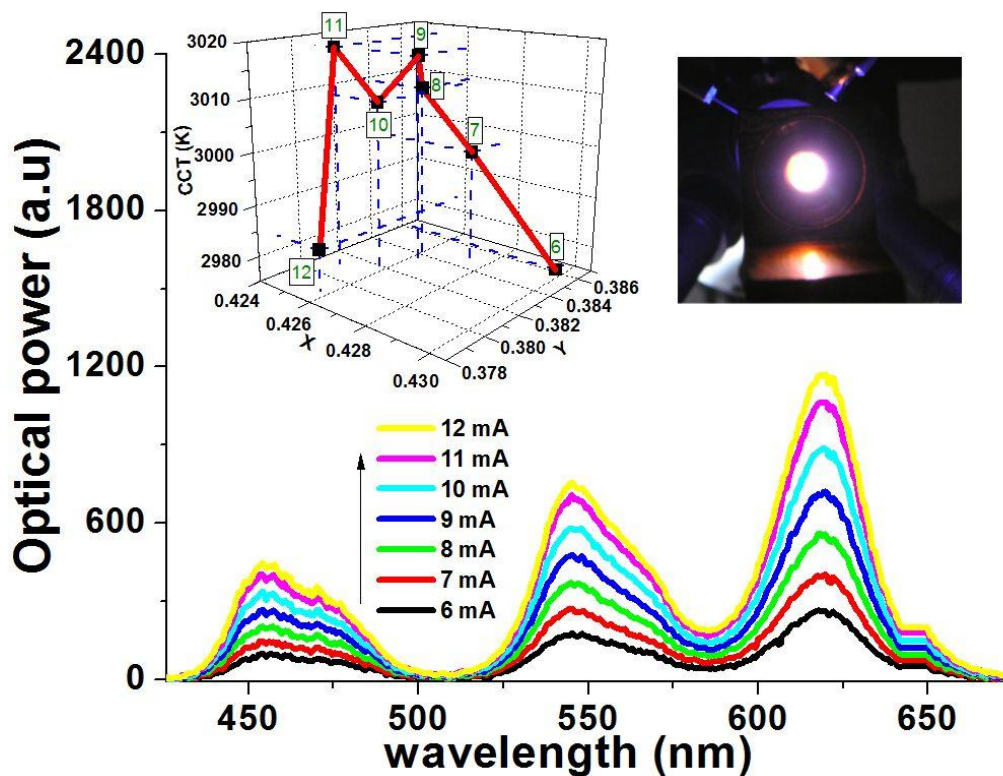 Optical power (a.u)
2400
1800
1200
600
0
450
500
550
600
650
wavelength (nm)
12 mA
11 mA
10 mA
9 mA
8 mA
7 mA
6 mA
CCT (K)
3020
3010
3000
2990
2980
0.424
0.426
0.428
0.430
X
0.378
0.380
0.382
0.384
0.386
Y
11
9
8
10
7
6
12